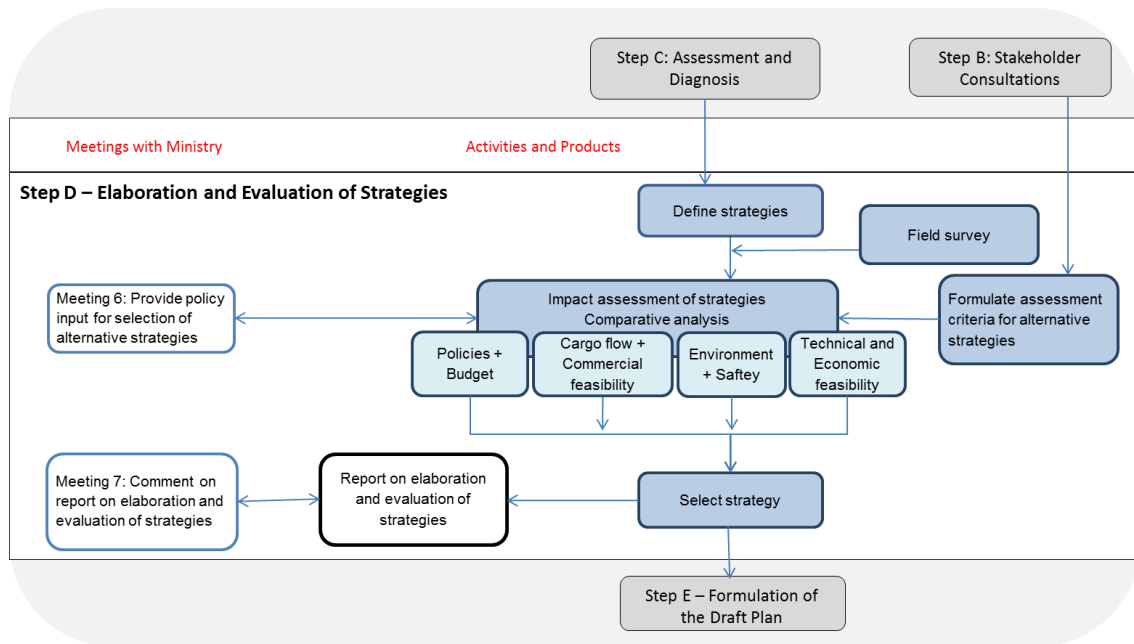 Step C: Assessment and
Diagnosis
Step B: Stakeholder
Consultations
Meetings with Ministry
Activities and Products
Step D – Elaboration and Evaluation of Strategies
Define strategies
Field survey
Meeting 6: Provide policy
input for selection of
alternative strategies
Impact assessment of strategies
Comparative analysis
Formulate assessment
criteria for alternative
strategies
Policies +
Budget
Cargo flow +
Commercial
feasibility
Environment
+ Saftey
Technical and
Economic
feasibility
Meeting 7: Comment on
report on elaboration and
evaluation of strategies
Report on elaboration
and evaluation of
strategies
Select strategy
Step E – Formulation of
the Draft Plan